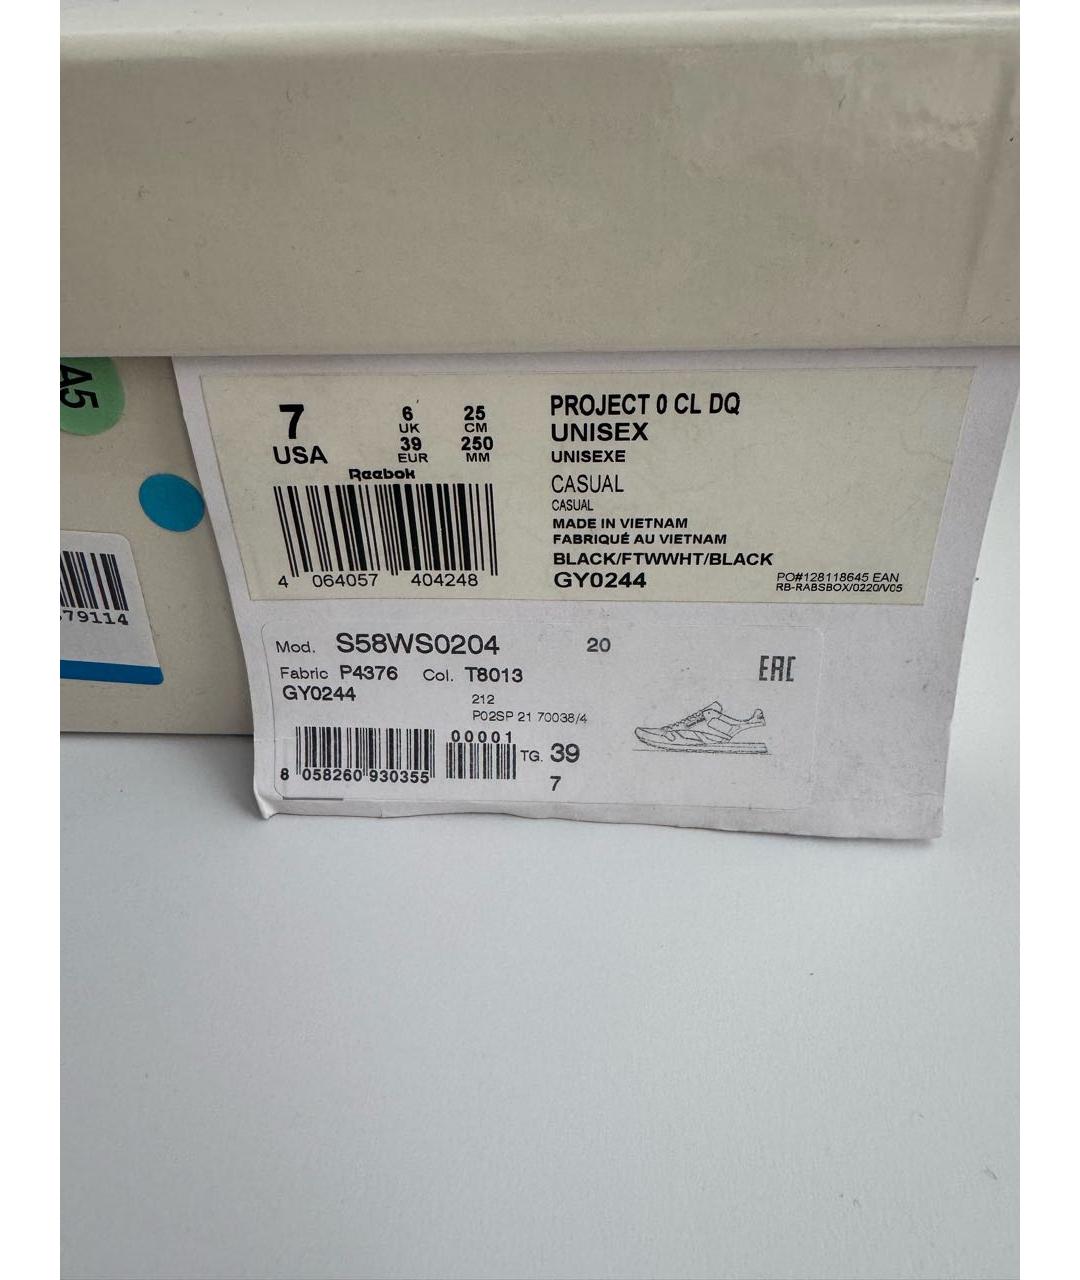 A5
79114
7
USA
6
UK
39
EUR
25
CM
250
MM
Reebok
4 064057 404248
PROJECT 0 CL DQ
UNISEX
UNISEXE
CASUAL
CASUAL
MADE IN VIETNAM
FABRIQUÉ AU VIETNAM
BLACK/FTWWHT/BLACK
GY0244
PO#128118645 EAN
RB-RABSBOX/0220/V05
Mod. S58WS0204 20
Fabric P4376 Col. T8013
GY0244
212
P02SP 21 70038/4
EAC
00001
8 058260 930355
TG. 39
7